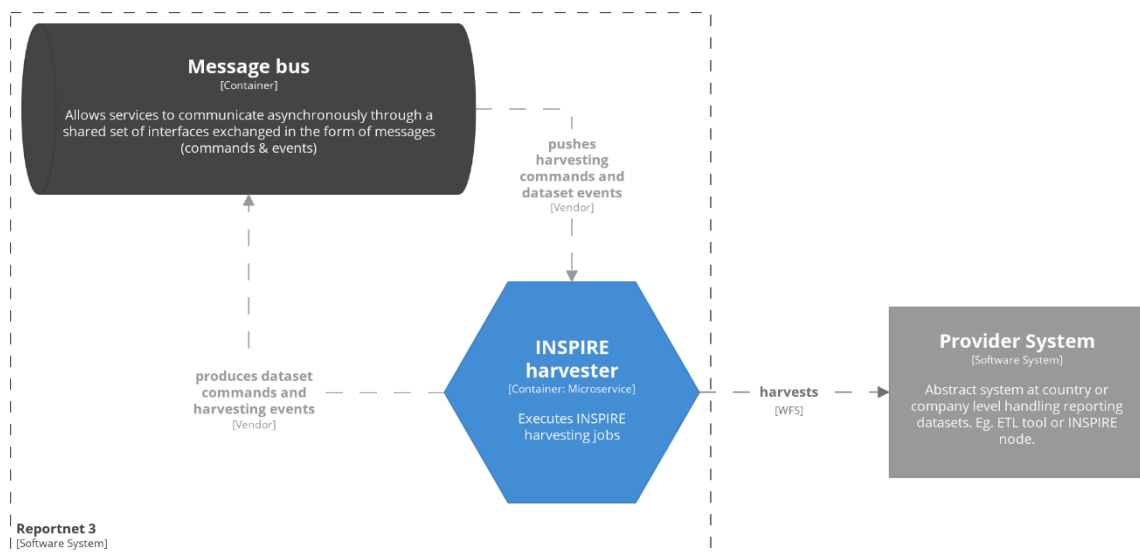 Message bus
[Container]
Allows services to communicate asynchronously through a
shared set of interfaces exchanged in the form of messages
(commands & events)
pushes
harvesting
commands and
dataset events
[Vendor]
INSPIRE
harvester
[Container: Microservice]
Executes INSPIRE
harvesting jobs
produces dataset
commands and
harvesting events
[Vendor]
harvests
[WFS]
Provider System
[Software System]
Abstract system at country or
company level handling reporting
datasets. Eg. ETL tool or INSPIRE
node.
Reportnet 3
[Software System]